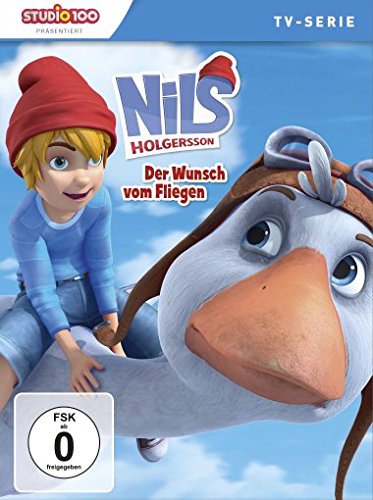 STUDIO 100
PRÄSENTIERT
TV-SERIE
NiLS
HOLGERSSON
Der Wunsch
vom Fliegen
FSK
ab
0
freigegeben